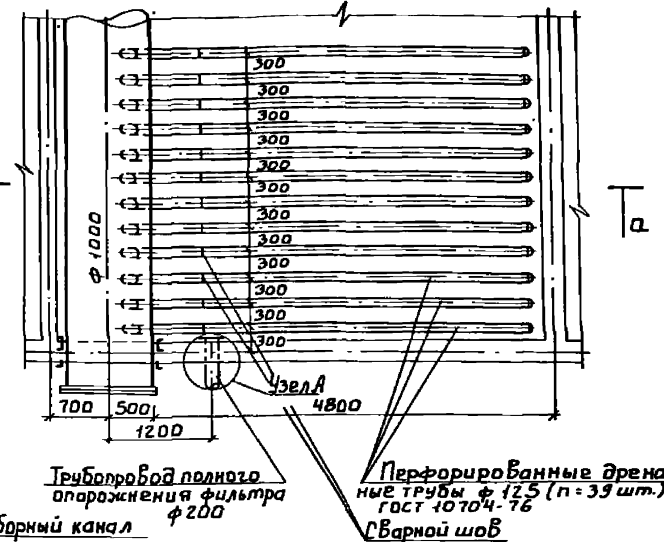 300
300
300
300
300
300
300
300
300
300
300
300
ф 1000
а
Узел А
700
500
4800
1200
Трубопровод полного
опорожнения фильтра
ф 200
борный канал
Перфорированные дрена
ные трубы ф 125 (n = 39 шт.)
ГОСТ 10704-76
Сварной шов